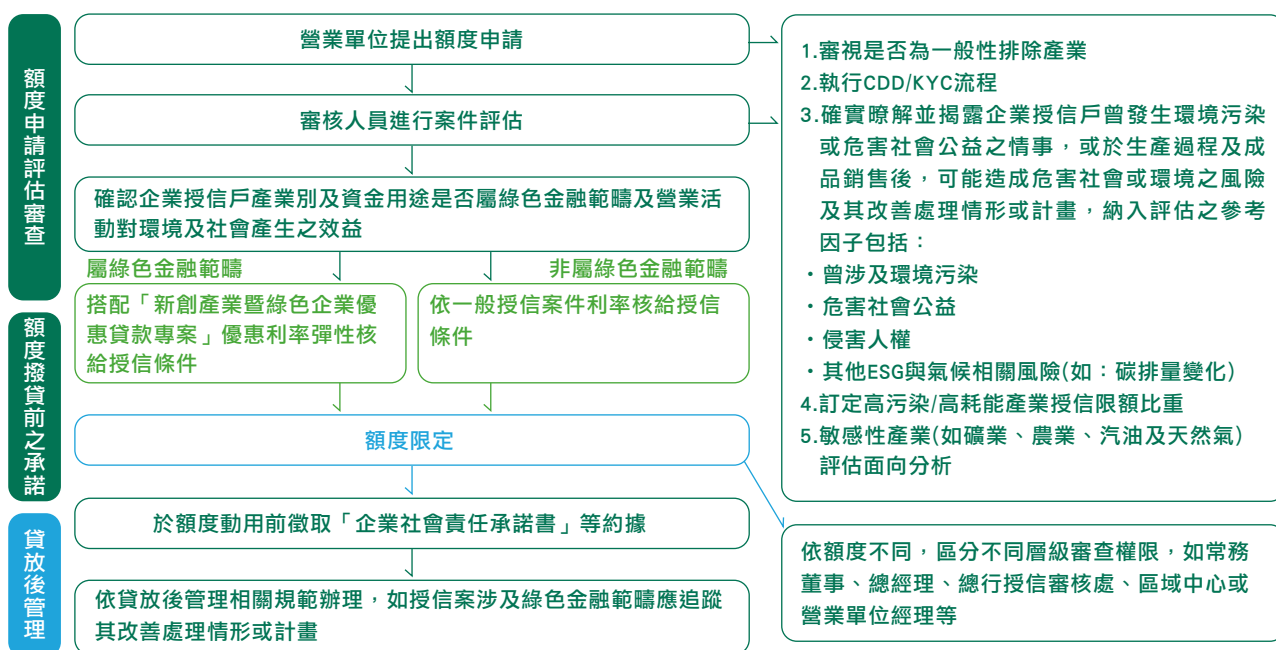 額度申請評估審查
營業單位提出額度申請
審核人員進行案件評估
確認企業授信戶產業別及資金用途是否屬綠色金融範疇及營業活
動對環境及社會產生之效益
屬綠色金融範疇
非屬綠色金融範疇
搭配「新創產業暨綠色企業優
惠貸款專案」優惠利率彈性核
給授信條件
依一般授信案件利率核給授信
條件
額度撥貸前之承諾
額度限定
於額度動用前徵取「企業社會責任承諾書」等約據
貸放後管理
依貸放後管理相關規範辦理，如授信案涉及綠色金融範疇應追蹤
其改善處理情形或計畫
1.審視是否為一般性排除產業
2.執行CDD/KYC流程
3.確實暸解並揭露企業授信戶曾發生環境污染
或危害社會公益之情事，或於生產過程及成
品銷售後，可能造成危害社會或環境之風險
及其改善處理情形或計畫，納入評估之參考
因子包括：
・曾涉及環境污染
・危害社會公益
・侵害人權
・其他ESG與氣候相關風險(如：碳排量變化)
4.訂定高污染/高耗能產業授信限額比重
5.敏感性產業(如礦業、農業、汽油及天然氣)
評估面向分析
依額度不同，區分不同層級審查權限，如常務
董事、總經理、總行授信審核處、區域中心或
營業單位經理等